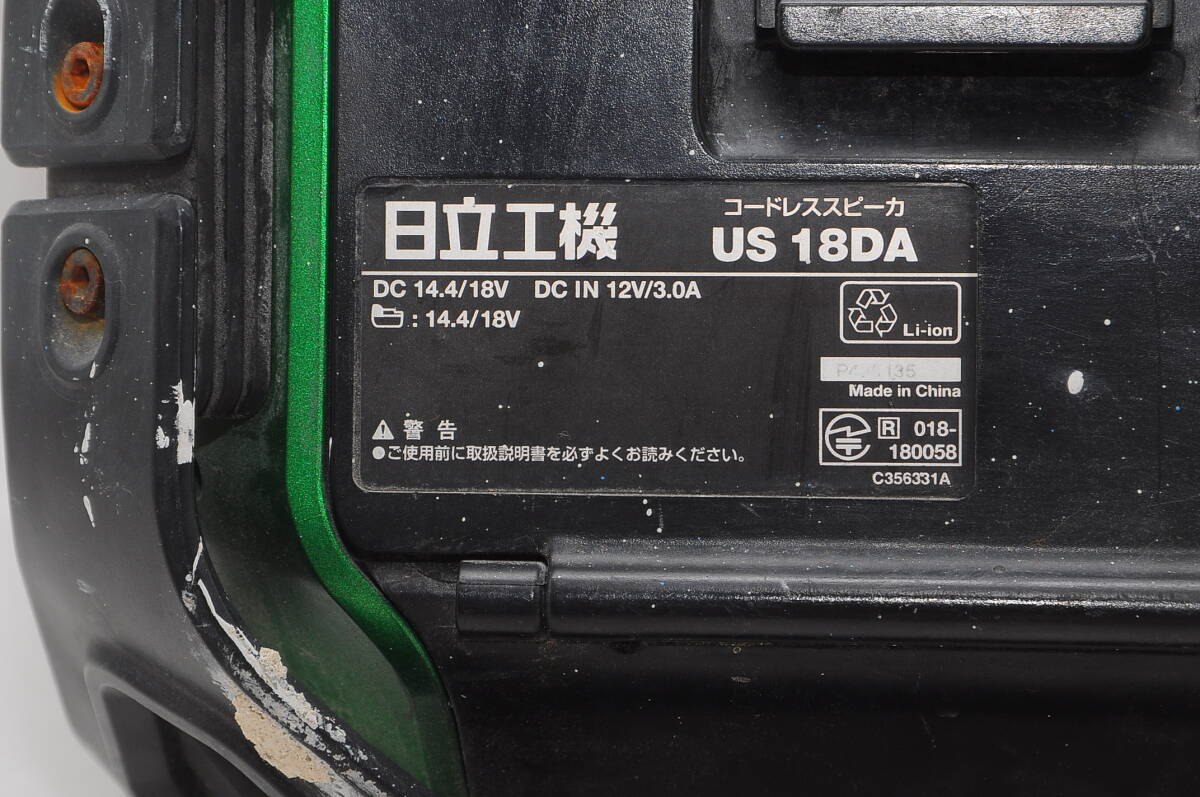 日立工機
コードレススピーカ
US 18DA
DC 14.4/18V DC IN 12V/3.0A
: 14.4/18V
Li-ion
Made in China
⚠ 警告
●ご使用前に取扱説明書を必ずよくお読みください。
R 018-
180058
C356331A